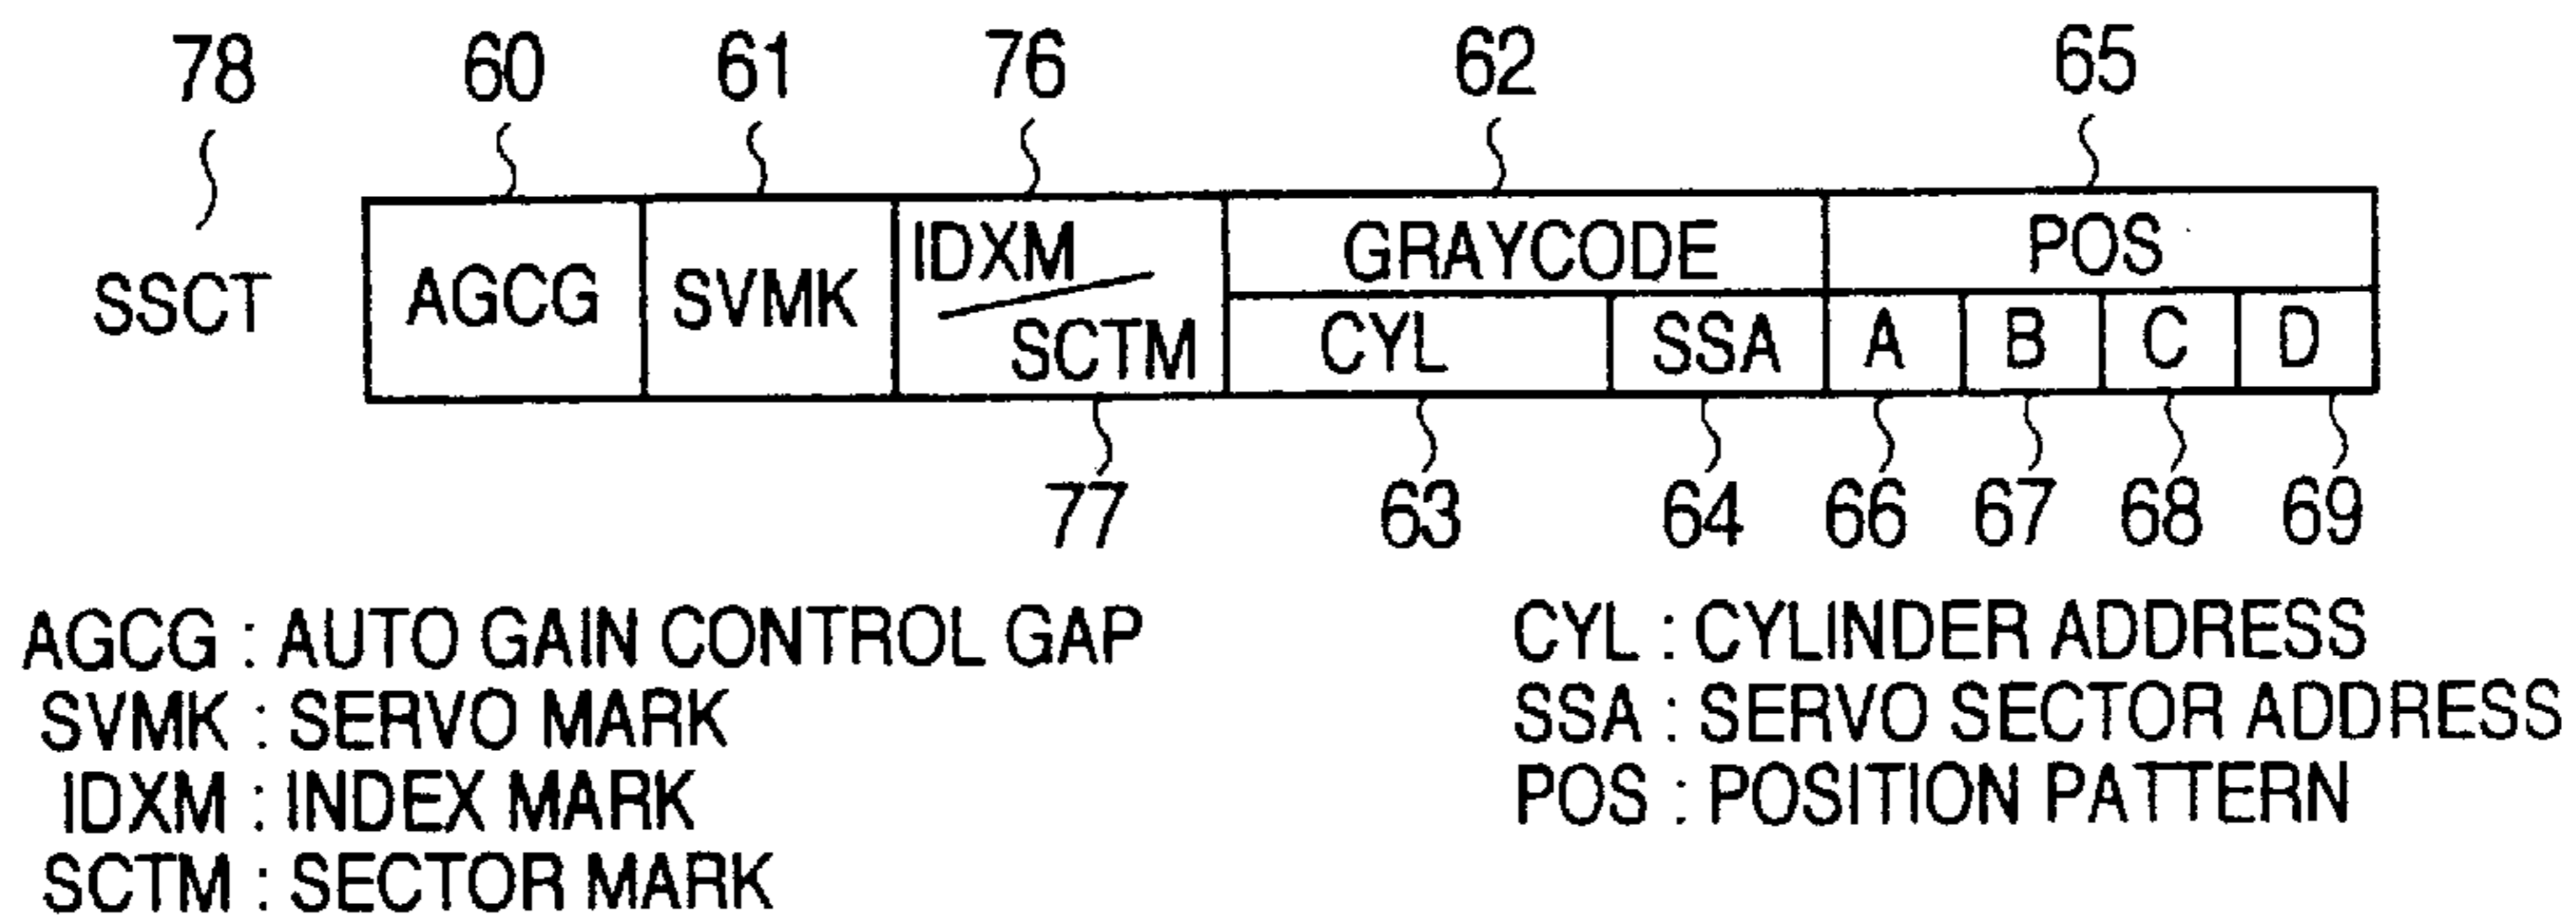 78 60 61 76 62 65
SSCT AGCG SVMK IDXM / SCTM GRAYCODE POS
CYL SSA A B C D
77 63 64 66 67 68 69
AGCG : AUTO GAIN CONTROL GAP
SVMK : SERVO MARK
IDXM : INDEX MARK
SCTM : SECTOR MARK
CYL : CYLINDER ADDRESS
SSA : SERVO SECTOR ADDRESS
POS : POSITION PATTERN